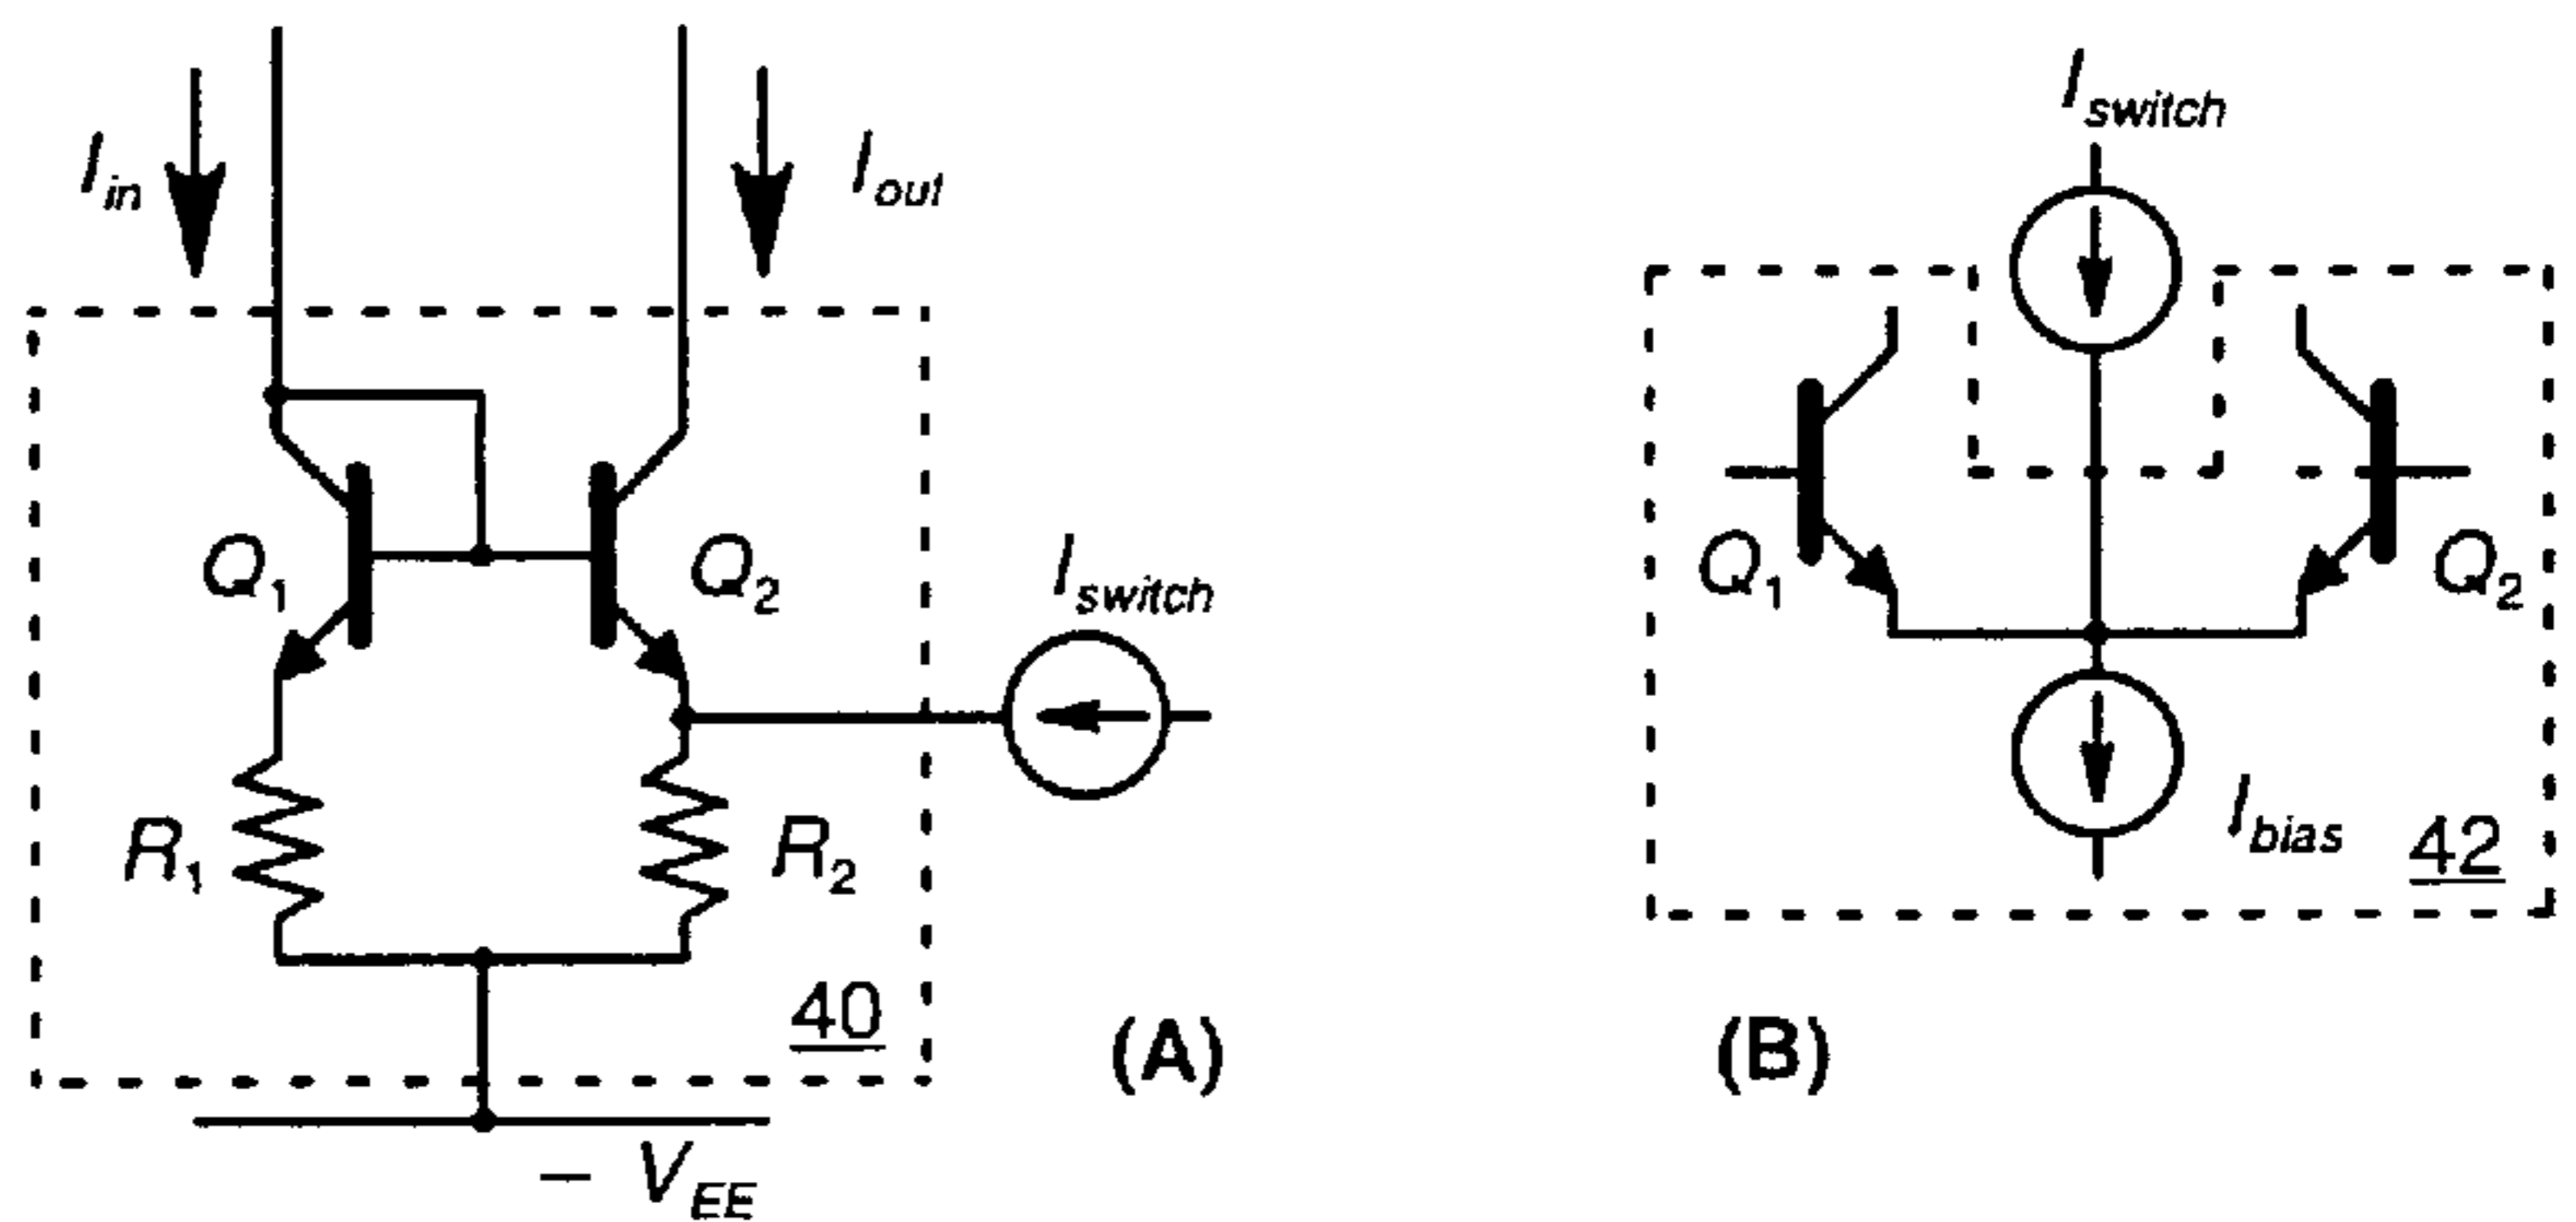 I_in
I_out
Q_1
Q_2
I_switch
R_1
R_2
40
(A)
− V_EE
I_switch
Q_1
Q_2
I_bias
42
(B)